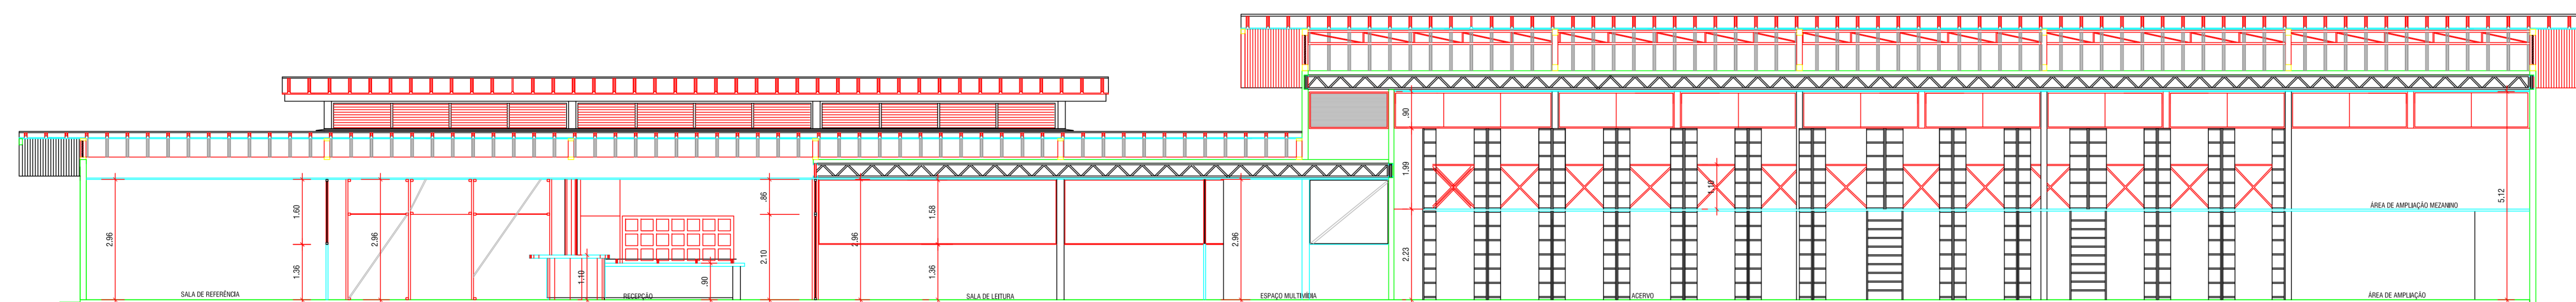 2.96
SALA DE REFERÊNCIA
1.60
1.36
2.96
1.10
RECEPÇÃO
.90
.86
2.10
2.96
1.58
1.36
SALA DE LEITURA
2.96
ESPAÇO MULTIMÍDIA
.90
1.99
2.23
ACERVO
1.10
ÁREA DE AMPLIAÇÃO MEZANINO
5.12
ÁREA DE AMPLIAÇÃO